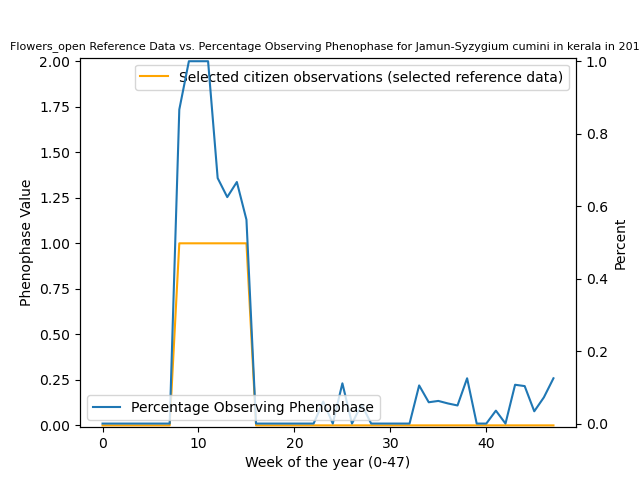 Flowers_open Reference Data vs. Percentage Observing Phenophase for Jamun-Syzygium cumini in kerala in 201
Selected citizen observations (selected reference data)
Percentage Observing Phenophase
Phenophase Value
2.00
1.75
1.50
1.25
1.00
0.75
0.50
0.25
0.00
1.0
0.8
0.6
0.4
0.2
0.0
Percent
0 10 20 30 40
Week of the year (0-47)